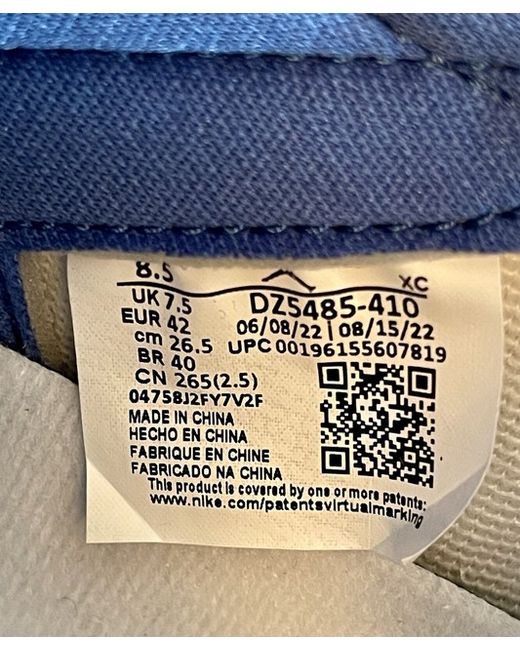 8.5 XC
UK 7.5 DZ5485-410
EUR 42 06/08/22 | 08/15/22
cm 26.5 UPC 00196155607819
BR 40
CN 265(2.5)
04758J2FY7V2F
MADE IN CHINA
HECHO EN CHINA
FABRIQUE EN CHINE
FABRICADO NA CHINA
This product is covered by one or more patents:
www.nike.com/patentsvirtualmarking